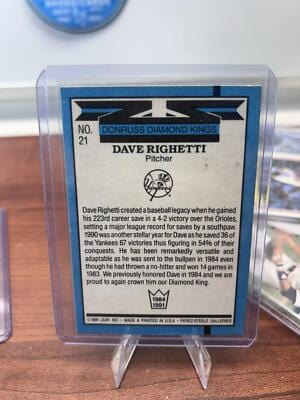 NO.
21
DONRUSS DIAMOND KINGS
DAVE RIGHETTI
Pitcher
Yankees
Dave Righetti created a baseball legacy when he gained
his 223rd career save in a 4-2 victory over the Orioles,
setting a major league record for saves by a southpaw.
1990 was another stellar year for Dave as he saved 36 of
the Yankees 67 victories thus figuring in 54% of their
conquests. He has been remarkably versatile and
adaptable as he was sent to the bullpen in 1984 even
though he had thrown a no-hitter and won 14 games in
1983. We previously honored Dave in 1984 and we are
proud to again crown him our Diamond King.
1984
1991
©1990 LEAF, INC. • MADE & PRINTED IN U.S.A. • PEREZ-STEELE GALLERIES